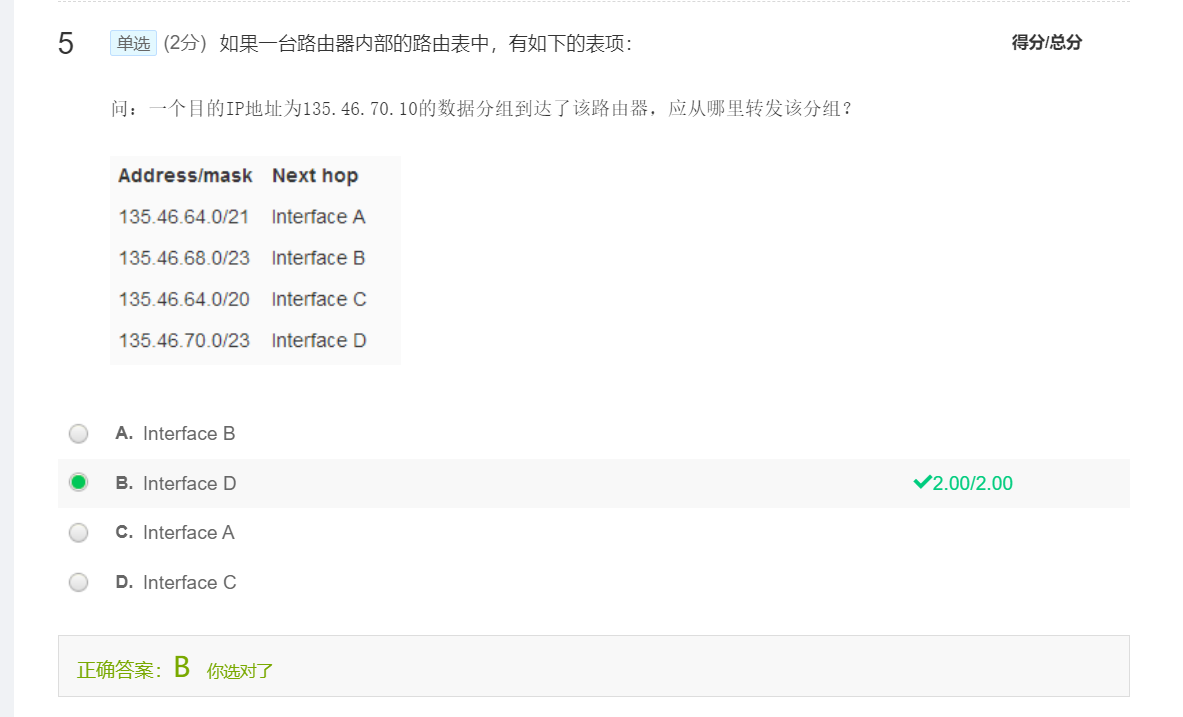 5 单选 (2分) 如果一台路由器内部的路由表中，有如下的表项： 得分/总分
问：一个目的IP地址为135.46.70.10的数据分组到达了该路由器，应从哪里转发该分组？
Address/mask Next hop
135.46.64.0/21 Interface A
135.46.68.0/23 Interface B
135.46.64.0/20 Interface C
135.46.70.0/23 Interface D
A. Interface B
B. Interface D 2.00/2.00
C. Interface A
D. Interface C
正确答案：B 你选对了